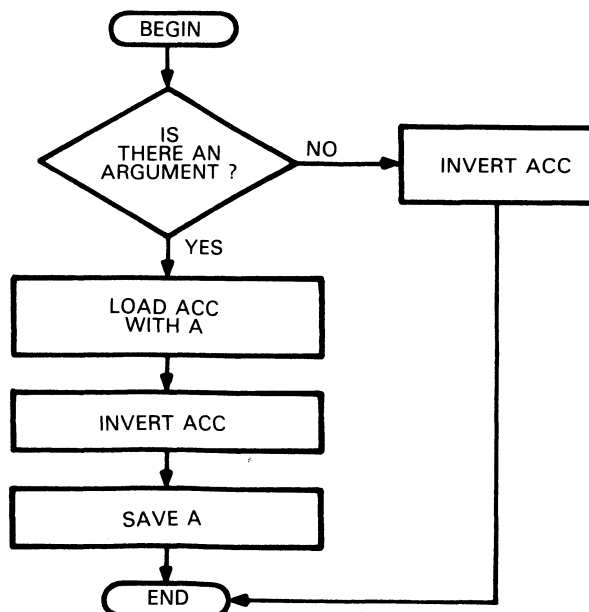 BEGIN
IS
THERE AN
ARGUMENT ?
NO
INVERT ACC
YES
LOAD ACC
WITH A
INVERT ACC
SAVE A
END